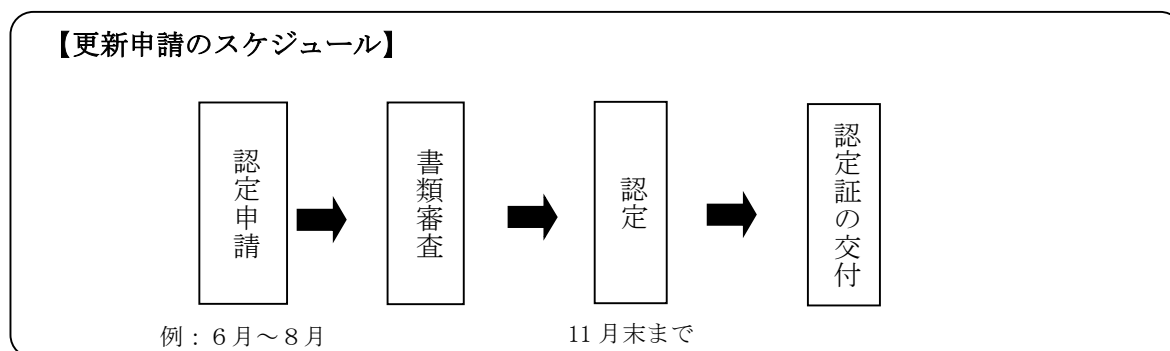 【更新申請のスケジュール】
認定申請
書類審査
認定
認定証の交付
例：６月～８月
11月末まで